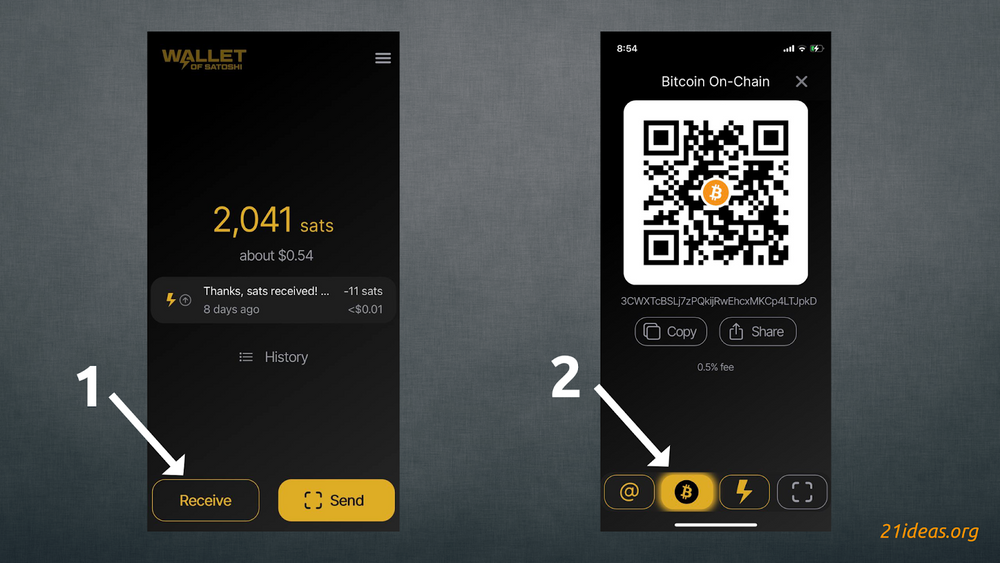 WALLET
OF SATOSHI
2,041 sats
about $0.54
Thanks, sats received! ... -11 sats
8 days ago <$0.01
History
1
Receive
Send
8:54
Bitcoin On-Chain
3CWXTcBSLj7zPQkijRwEhcxMKCp4LTJpkD
Copy
Share
0.5% fee
2
@
21ideas.org